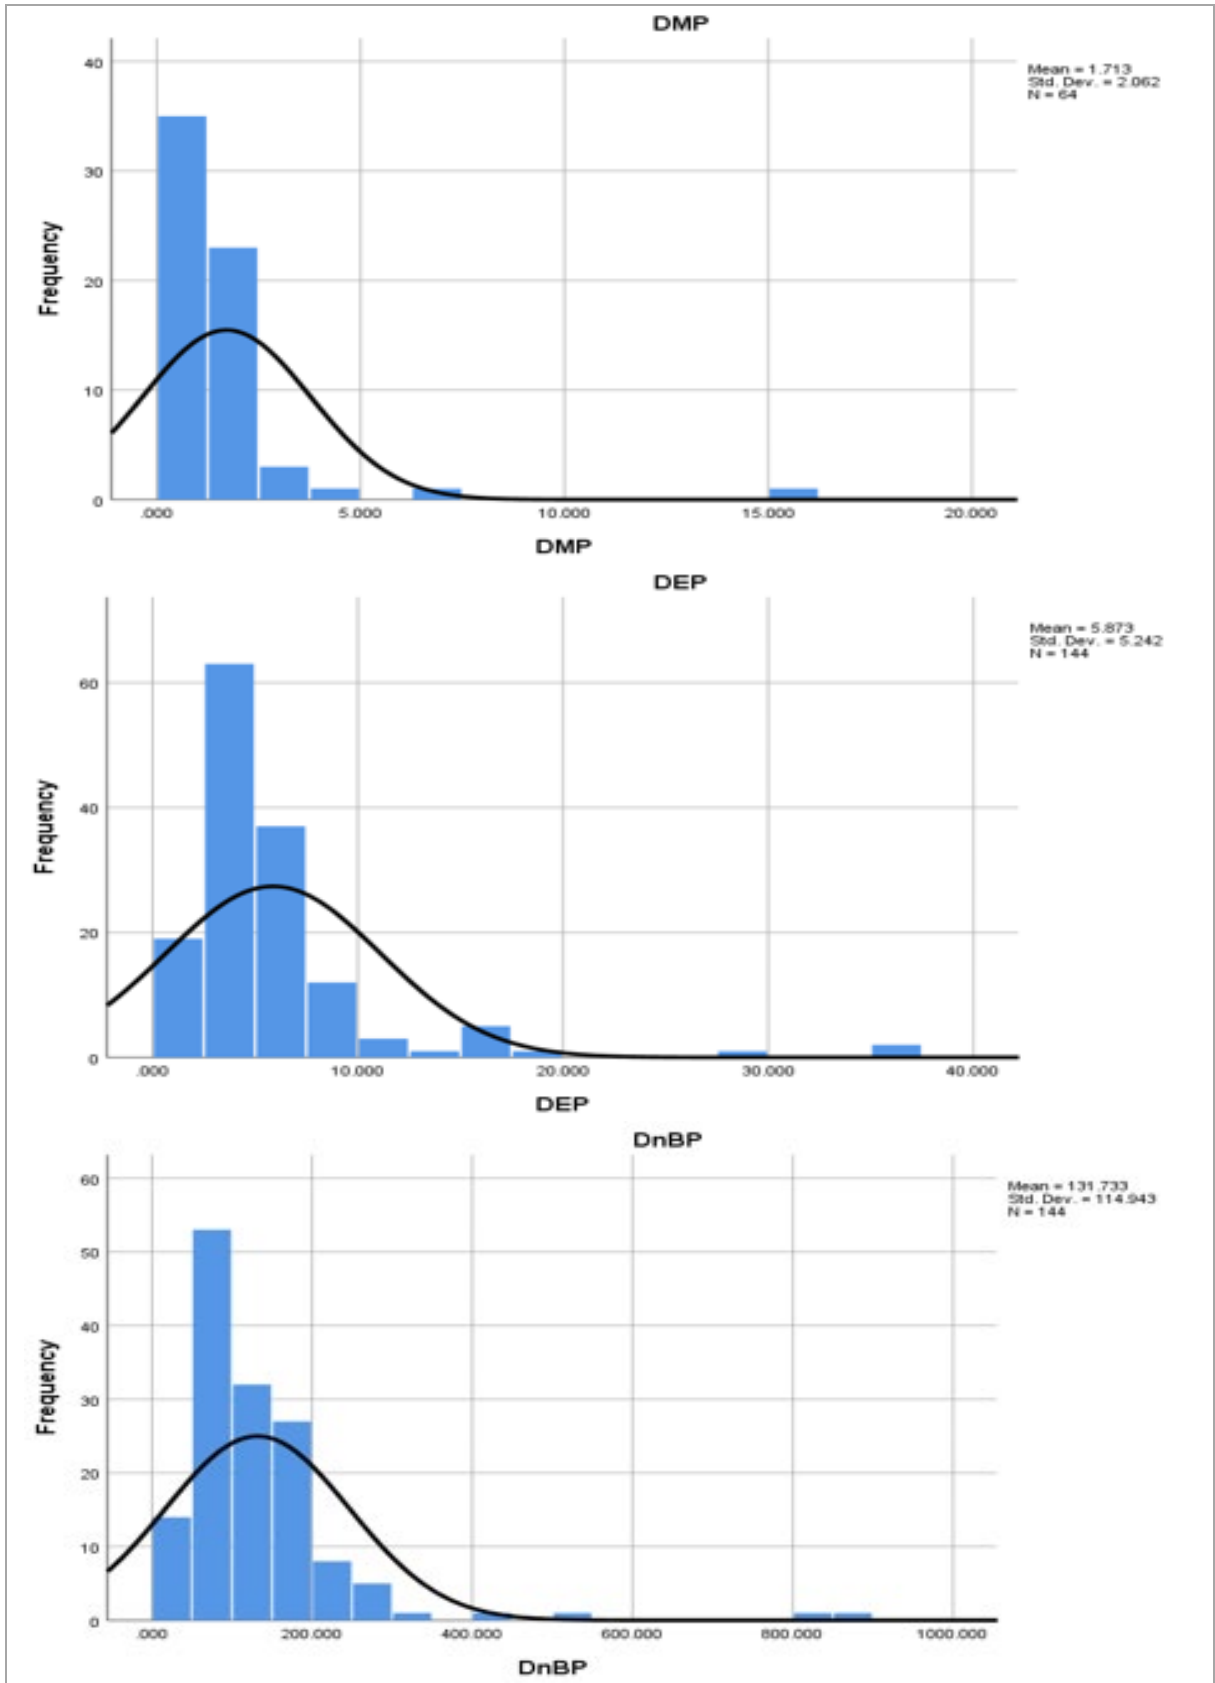 DMP
Mean = 1.713
Std. Dev. = 2.062
N = 64
40
30
20
10
0
Frequency
.000 5.000 10.000 15.000 20.000
DMP
DEP
Mean = 5.873
Std. Dev. = 5.242
N = 144
60
40
20
0
Frequency
.000 10.000 20.000 30.000 40.000
DEP
DnBP
Mean = 131.733
Std. Dev. = 114.943
N = 144
60
50
40
30
20
10
0
Frequency
.000 200.000 400.000 600.000 800.000 1000.000
DnBP